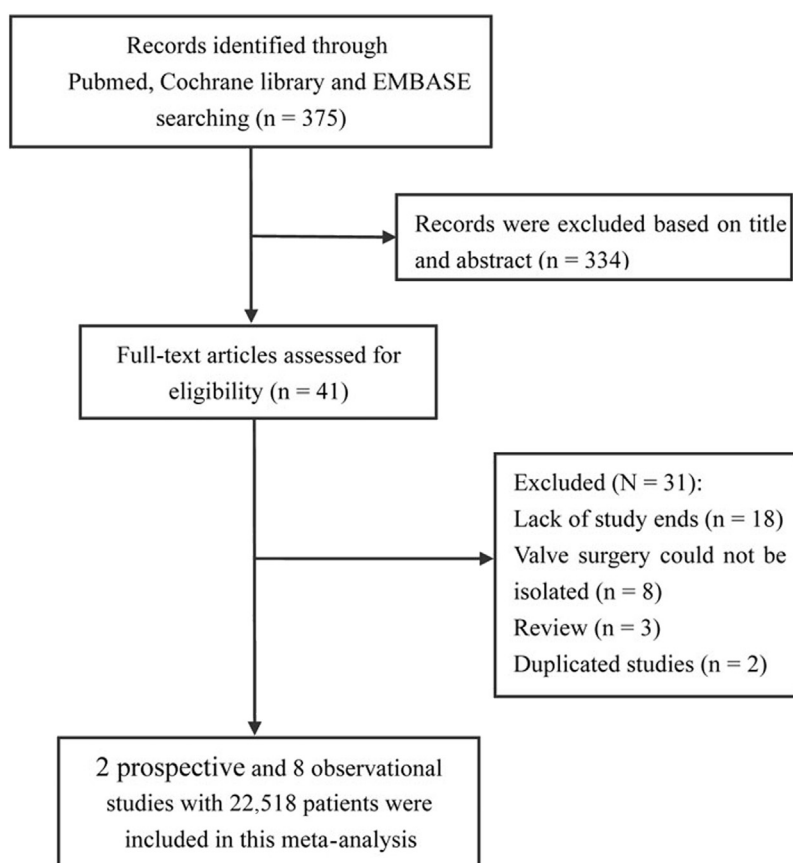 Records identified through
Pubmed, Cochrane library and EMBASE
searching (n = 375)
Records were excluded based on title
and abstract (n = 334)
Full-text articles assessed for
eligibility (n = 41)
Excluded (N = 31):
Lack of study ends (n = 18)
Valve surgery could not be
isolated (n = 8)
Review (n = 3)
Duplicated studies (n = 2)
2 prospective and 8 observational
studies with 22,518 patients were
included in this meta-analysis